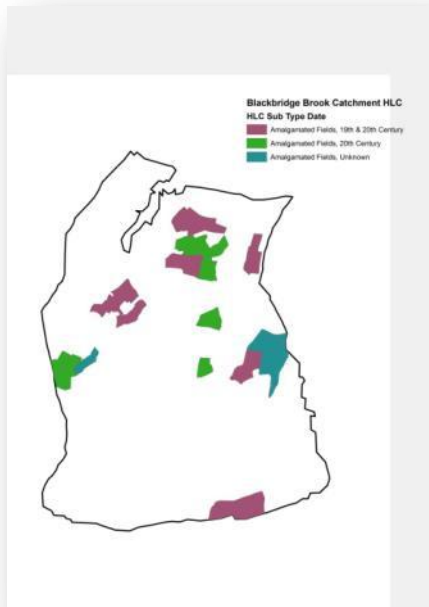 Blackbridge Brook Catchment HLC
HLC Sub Type Date
Amalgamated Fields, 19th & 20th Century
Amalgamated Fields, 20th Century
Amalgamated Fields, Unknown